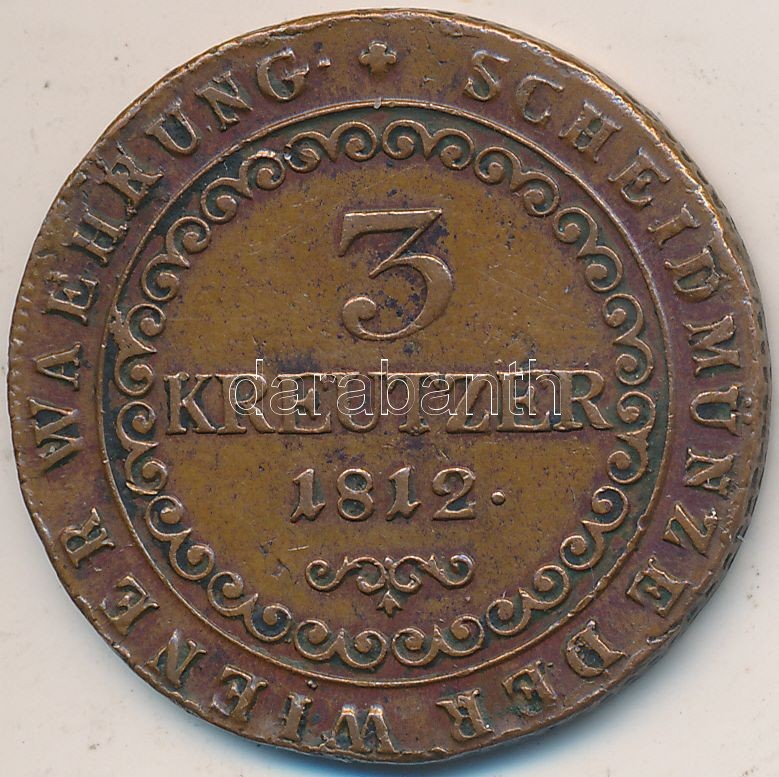 SCHEIDMÜNZE DER WIENER WAEHRUNG·
3
KREUTZER
1812.
darabanth